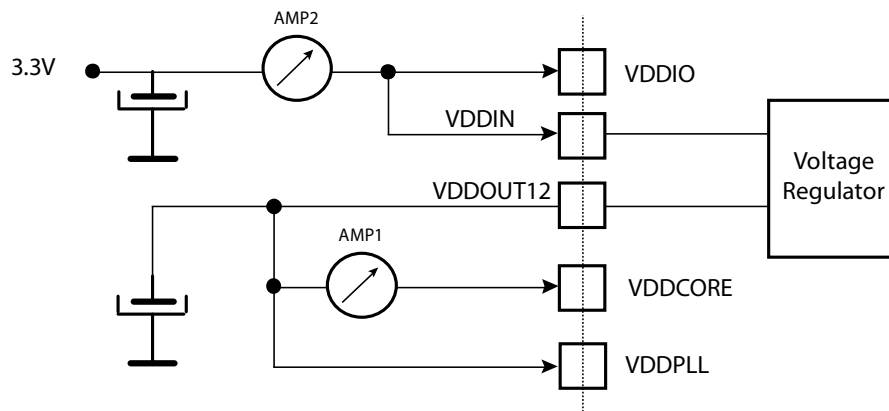 AMP2
3.3V
VDDIO
VDDIN
Voltage
Regulator
VDDOUT12
AMP1
VDDCORE
VDDPLL